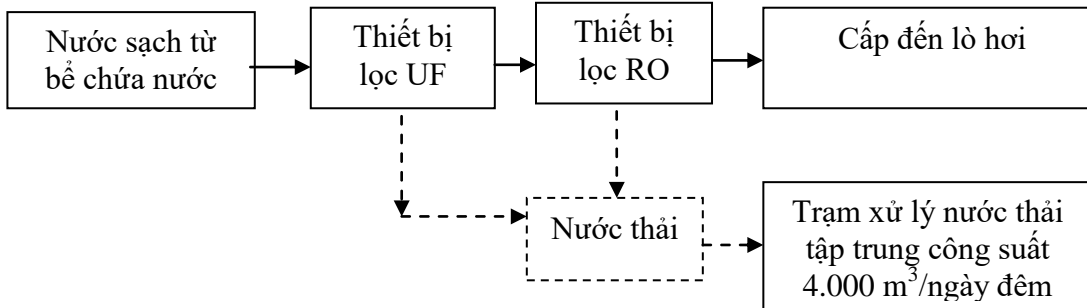 Nước sạch từ
bể chứa nước
Thiết bị
lọc UF
Thiết bị
lọc RO
Cấp đến lò hơi
Nước thải
Trạm xử lý nước thải
tập trung công suất
4.000 m³/ngày đêm